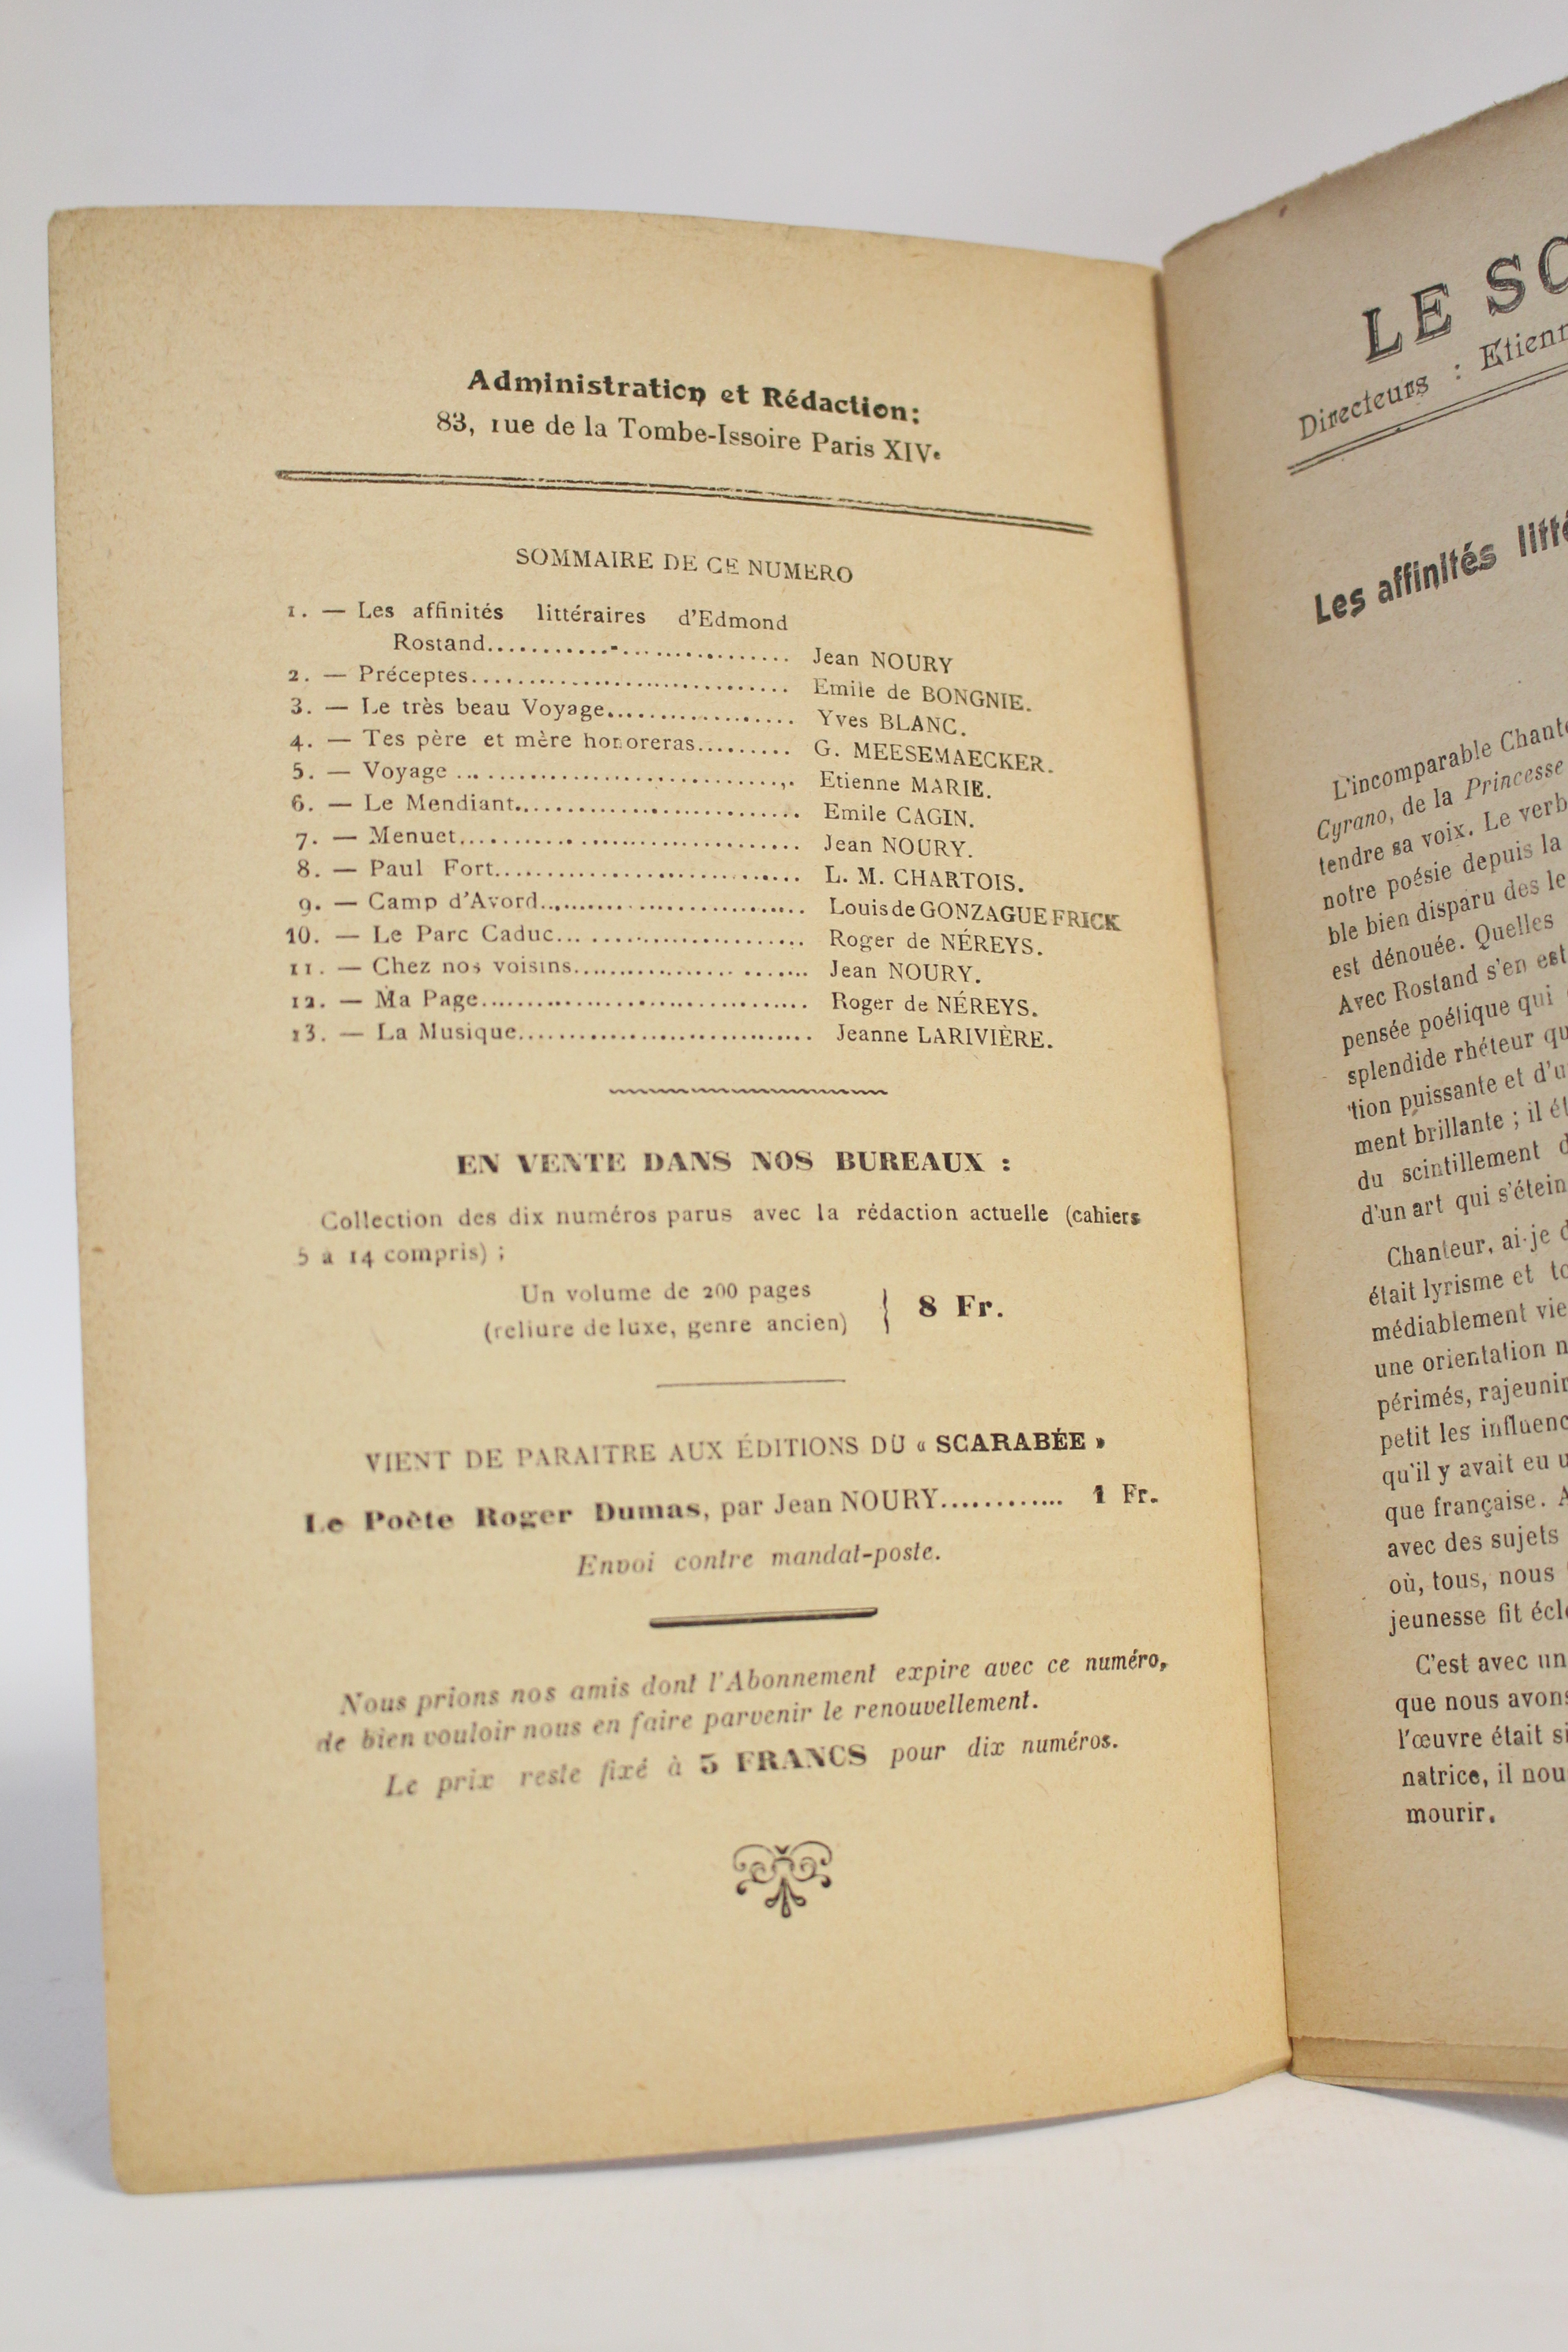 Administration et Rédaction:
83, rue de la Tombe-Issoire Paris XIVe
SOMMAIRE DE CE NUMERO
1. — Les affinités littéraires d'Edmond
Rostand.............................. Jean NOURY
2. — Préceptes.............................. Emile de BONGNIE.
3. — Le très beau Voyage.................. Yves BLANC.
4. — Tes père et mère honoreras......... G. MEESEMAECKER.
5. — Voyage .............................. Etienne MARIE.
6. — Le Mendiant........................... Emile CAGIN.
7. — Menuet................................. Jean NOURY.
8. — Paul Fort.............................. L. M. CHARTOIS.
9. — Camp d'Avord......................... Louis de GONZAGUE FRICK
10. — Le Parc Caduc........................ Roger de NÉREYS.
11. — Chez nos voisins...................... Jean NOURY.
12. — Ma Page................................ Roger de NÉREYS.
13. — La Musique............................ Jeanne LARIVIÈRE.
EN VENTE DANS NOS BUREAUX :
Collection des dix numéros parus avec la rédaction actuelle (cahiers
5 a 14 compris) ;
Un volume de 200 pages
(reliure de luxe, genre ancien) } 8 Fr.
VIENT DE PARAITRE AUX ÉDITIONS DU « SCARABÉE »
Le Poète Roger Dumas, par Jean NOURY............ 1 Fr.
Envoi contre mandat-poste.
Nous prions nos amis dont l'Abonnement expire avec ce numéro,
de bien vouloir nous en faire parvenir le renouvellement.
Le prix reste fixé à 5 FRANCS pour dix numéros.
LE SC
Directeurs : Etienn
Les affinités litté
L'incomparable Chante
Cyrano, de la Princesse
tendre sa voix. Le verb
notre poésie depuis la
ble bien disparu des le
est dénouée. Quelles
Avec Rostand s'en est
pensée poétique qui
splendide rhéteur qu
tion puissante et d'u
ment brillante ; il ét
du scintillement d
d'un art qui s'étein
Chanteur, ai-je d
était lyrisme et to
médiablement vie
une orientation n
périmés, rajeunir
petit les influenc
qu'il y avait eu u
que française. A
avec des sujets
où, tous, nous
jeunesse fit écl
C'est avec un
que nous avons
l'œuvre était si
natrice, il nou
mourir.